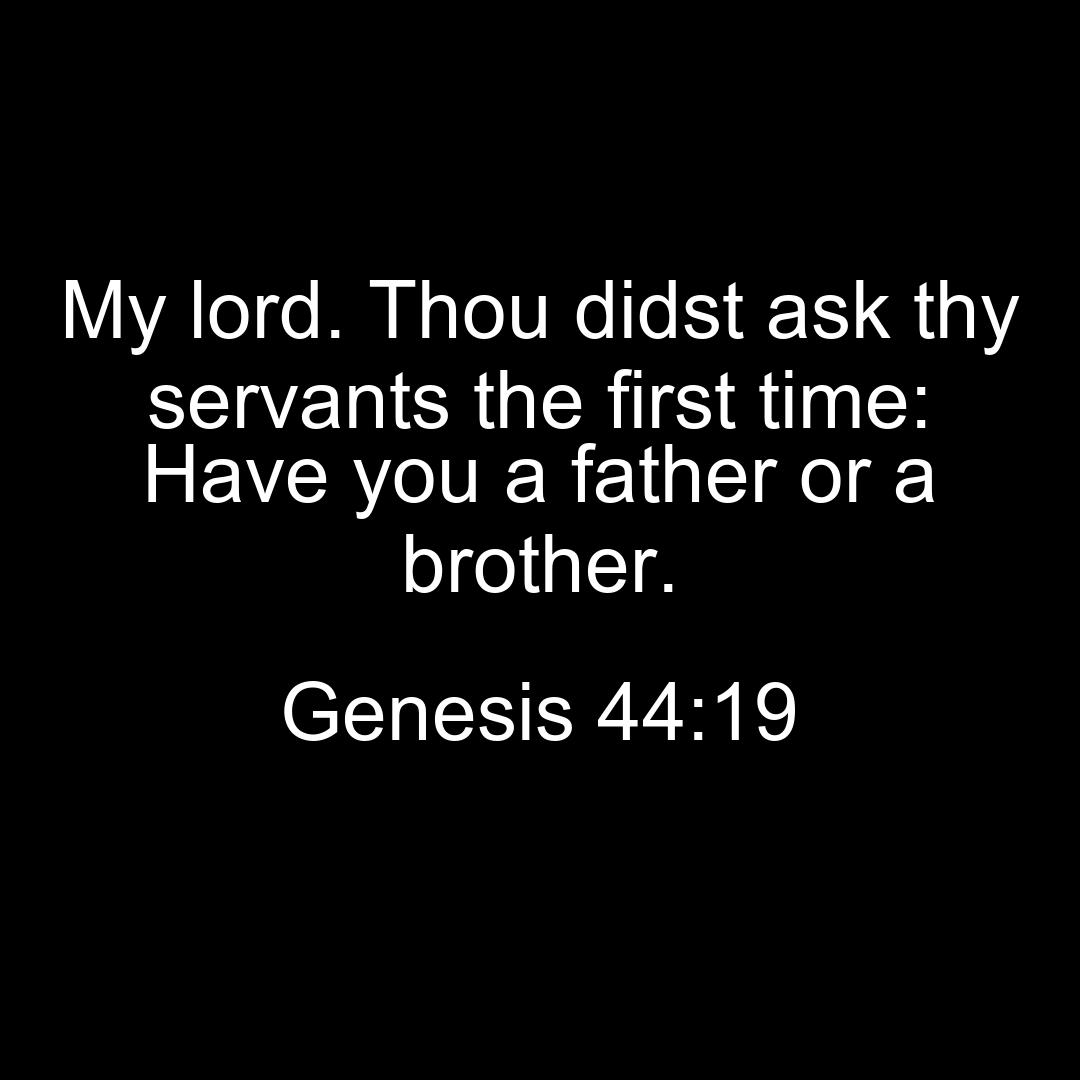 My lord. Thou didst ask thy
servants the first time:
Have you a father or a
brother.
Genesis 44:19